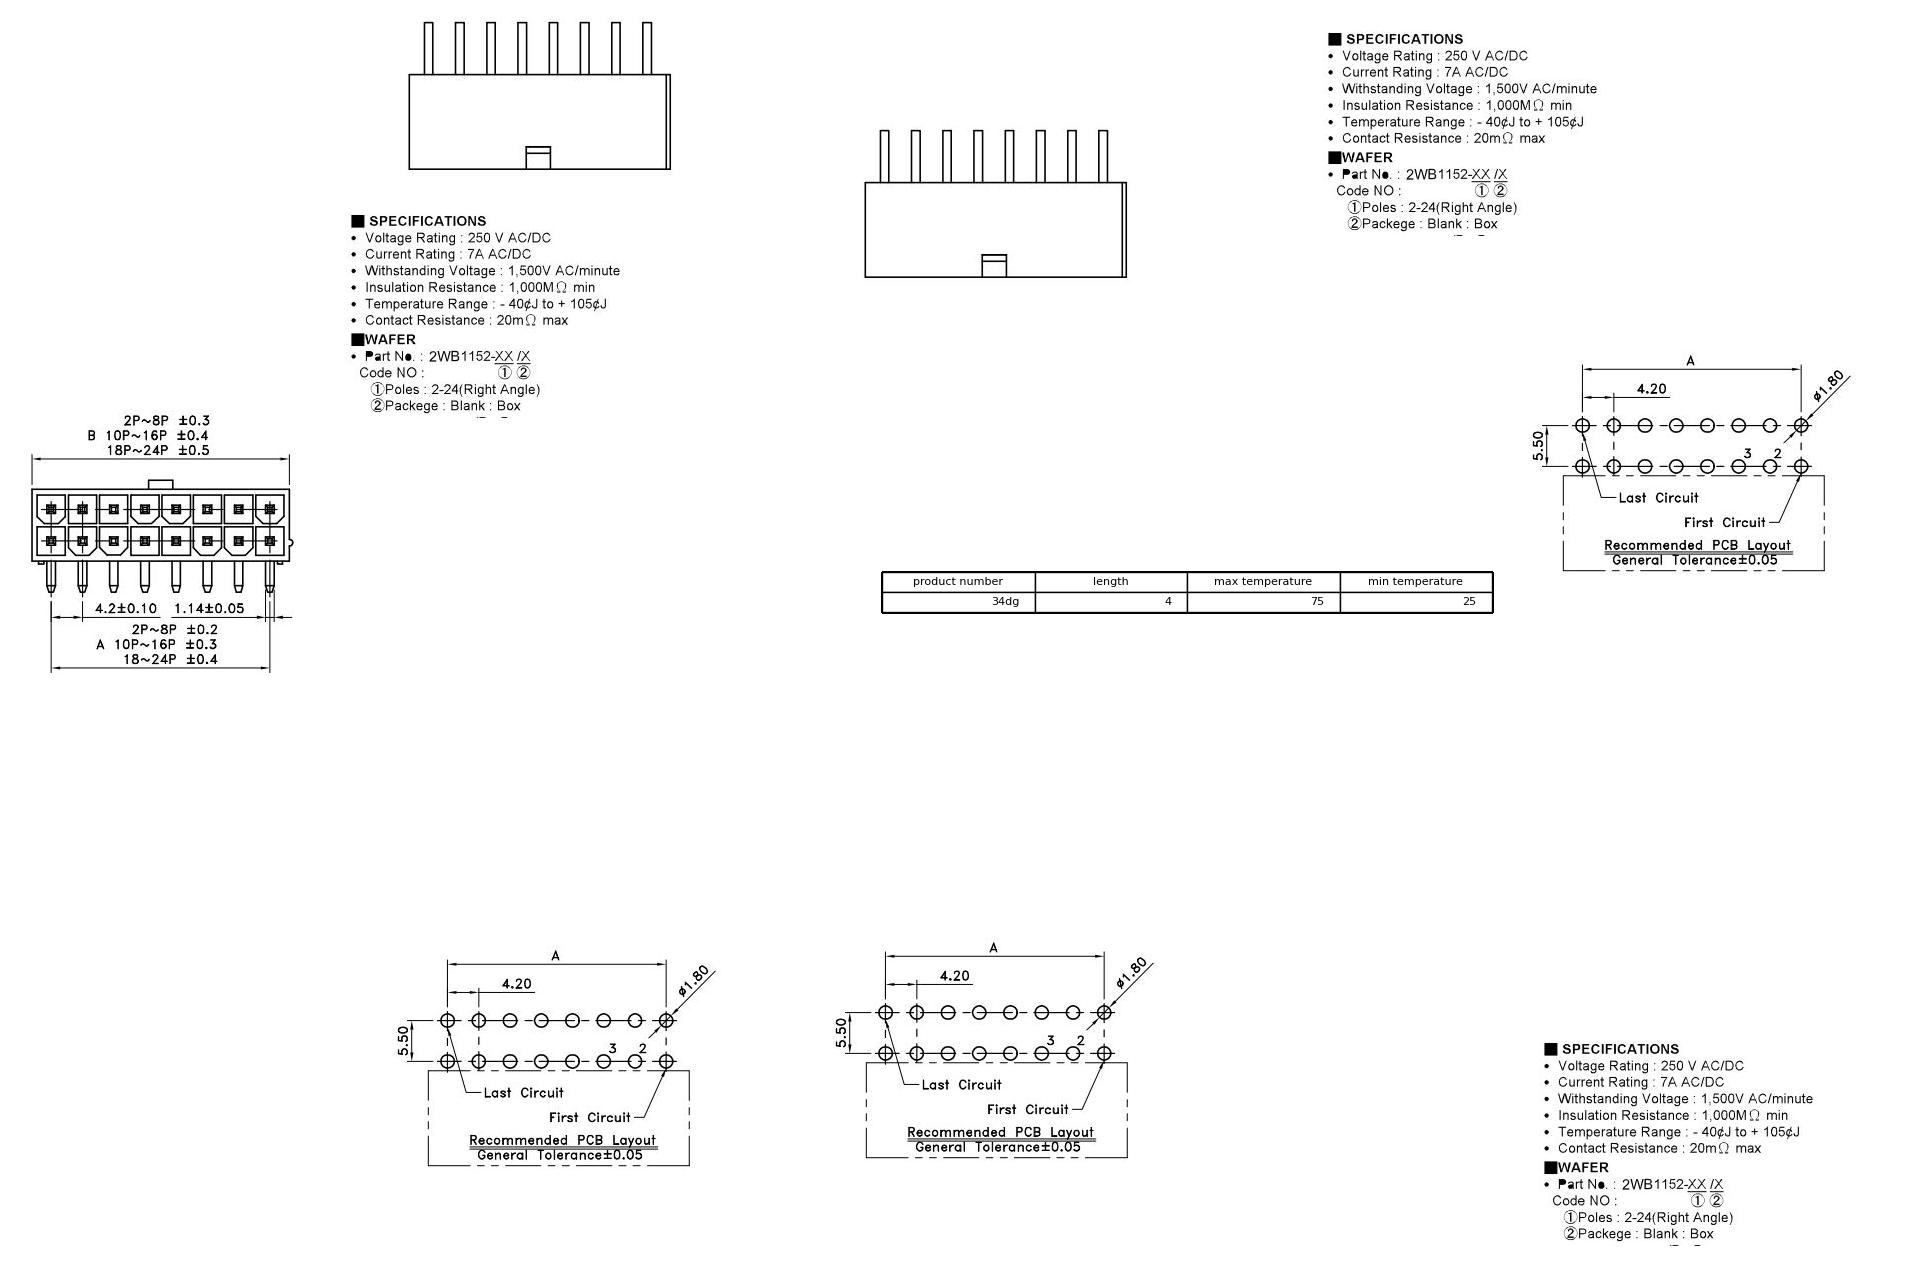 ■ SPECIFICATIONS
• Voltage Rating : 250 V AC/DC
• Current Rating : 7A AC/DC
• Withstanding Voltage : 1,500V AC/minute
• Insulation Resistance : 1,000MΩ min
• Temperature Range : - 40¢J to + 105¢J
• Contact Resistance : 20mΩ max
■WAFER
• Part No. : 2WB1152-XX /X
Code NO : ① ②
①Poles : 2-24(Right Angle)
②Packege : Blank : Box
■ SPECIFICATIONS
• Voltage Rating : 250 V AC/DC
• Current Rating : 7A AC/DC
• Withstanding Voltage : 1,500V AC/minute
• Insulation Resistance : 1,000MΩ min
• Temperature Range : - 40¢J to + 105¢J
• Contact Resistance : 20mΩ max
■WAFER
• Part No. : 2WB1152-XX /X
Code NO : ① ②
①Poles : 2-24(Right Angle)
②Packege : Blank : Box
2P~8P ±0.3
B 10P~16P ±0.4
18P~24P ±0.5
4.2±0.10 1.14±0.05
2P~8P ±0.2
A 10P~16P ±0.3
18~24P ±0.4
A
4.20
ø1.80
5.50
3 2
Last Circuit
First Circuit
Recommended PCB Layout
General Tolerance±0.05
product number length max temperature min temperature
34dg 4 75 25
A
4.20
ø1.80
5.50
3 2
Last Circuit
First Circuit
Recommended PCB Layout
General Tolerance±0.05
A
4.20
ø1.80
5.50
3 2
Last Circuit
First Circuit
Recommended PCB Layout
General Tolerance±0.05
■ SPECIFICATIONS
• Voltage Rating : 250 V AC/DC
• Current Rating : 7A AC/DC
• Withstanding Voltage : 1,500V AC/minute
• Insulation Resistance : 1,000MΩ min
• Temperature Range : - 40¢J to + 105¢J
• Contact Resistance : 20mΩ max
■WAFER
• Part No. : 2WB1152-XX /X
Code NO : ① ②
①Poles : 2-24(Right Angle)
②Packege : Blank : Box